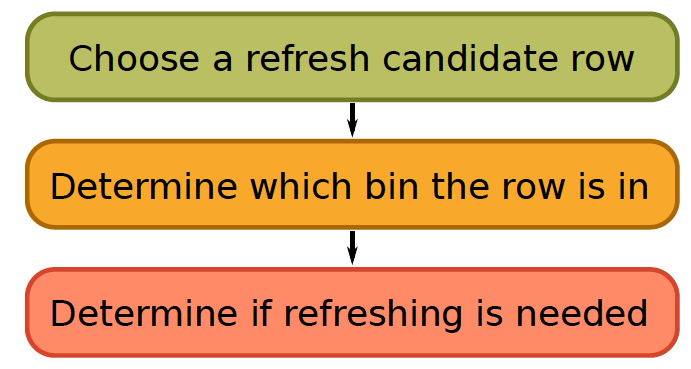 Choose a refresh candidate row
Determine which bin the row is in
Determine if refreshing is needed